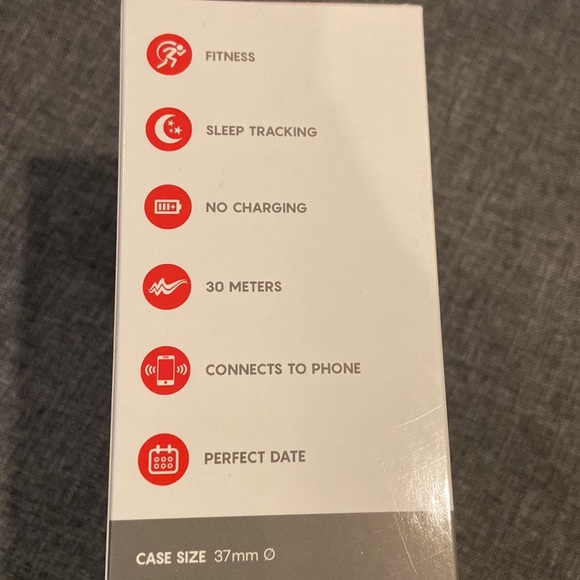 FITNESS
SLEEP TRACKING
NO CHARGING
30 METERS
CONNECTS TO PHONE
PERFECT DATE
CASE SIZE 37mm Ø